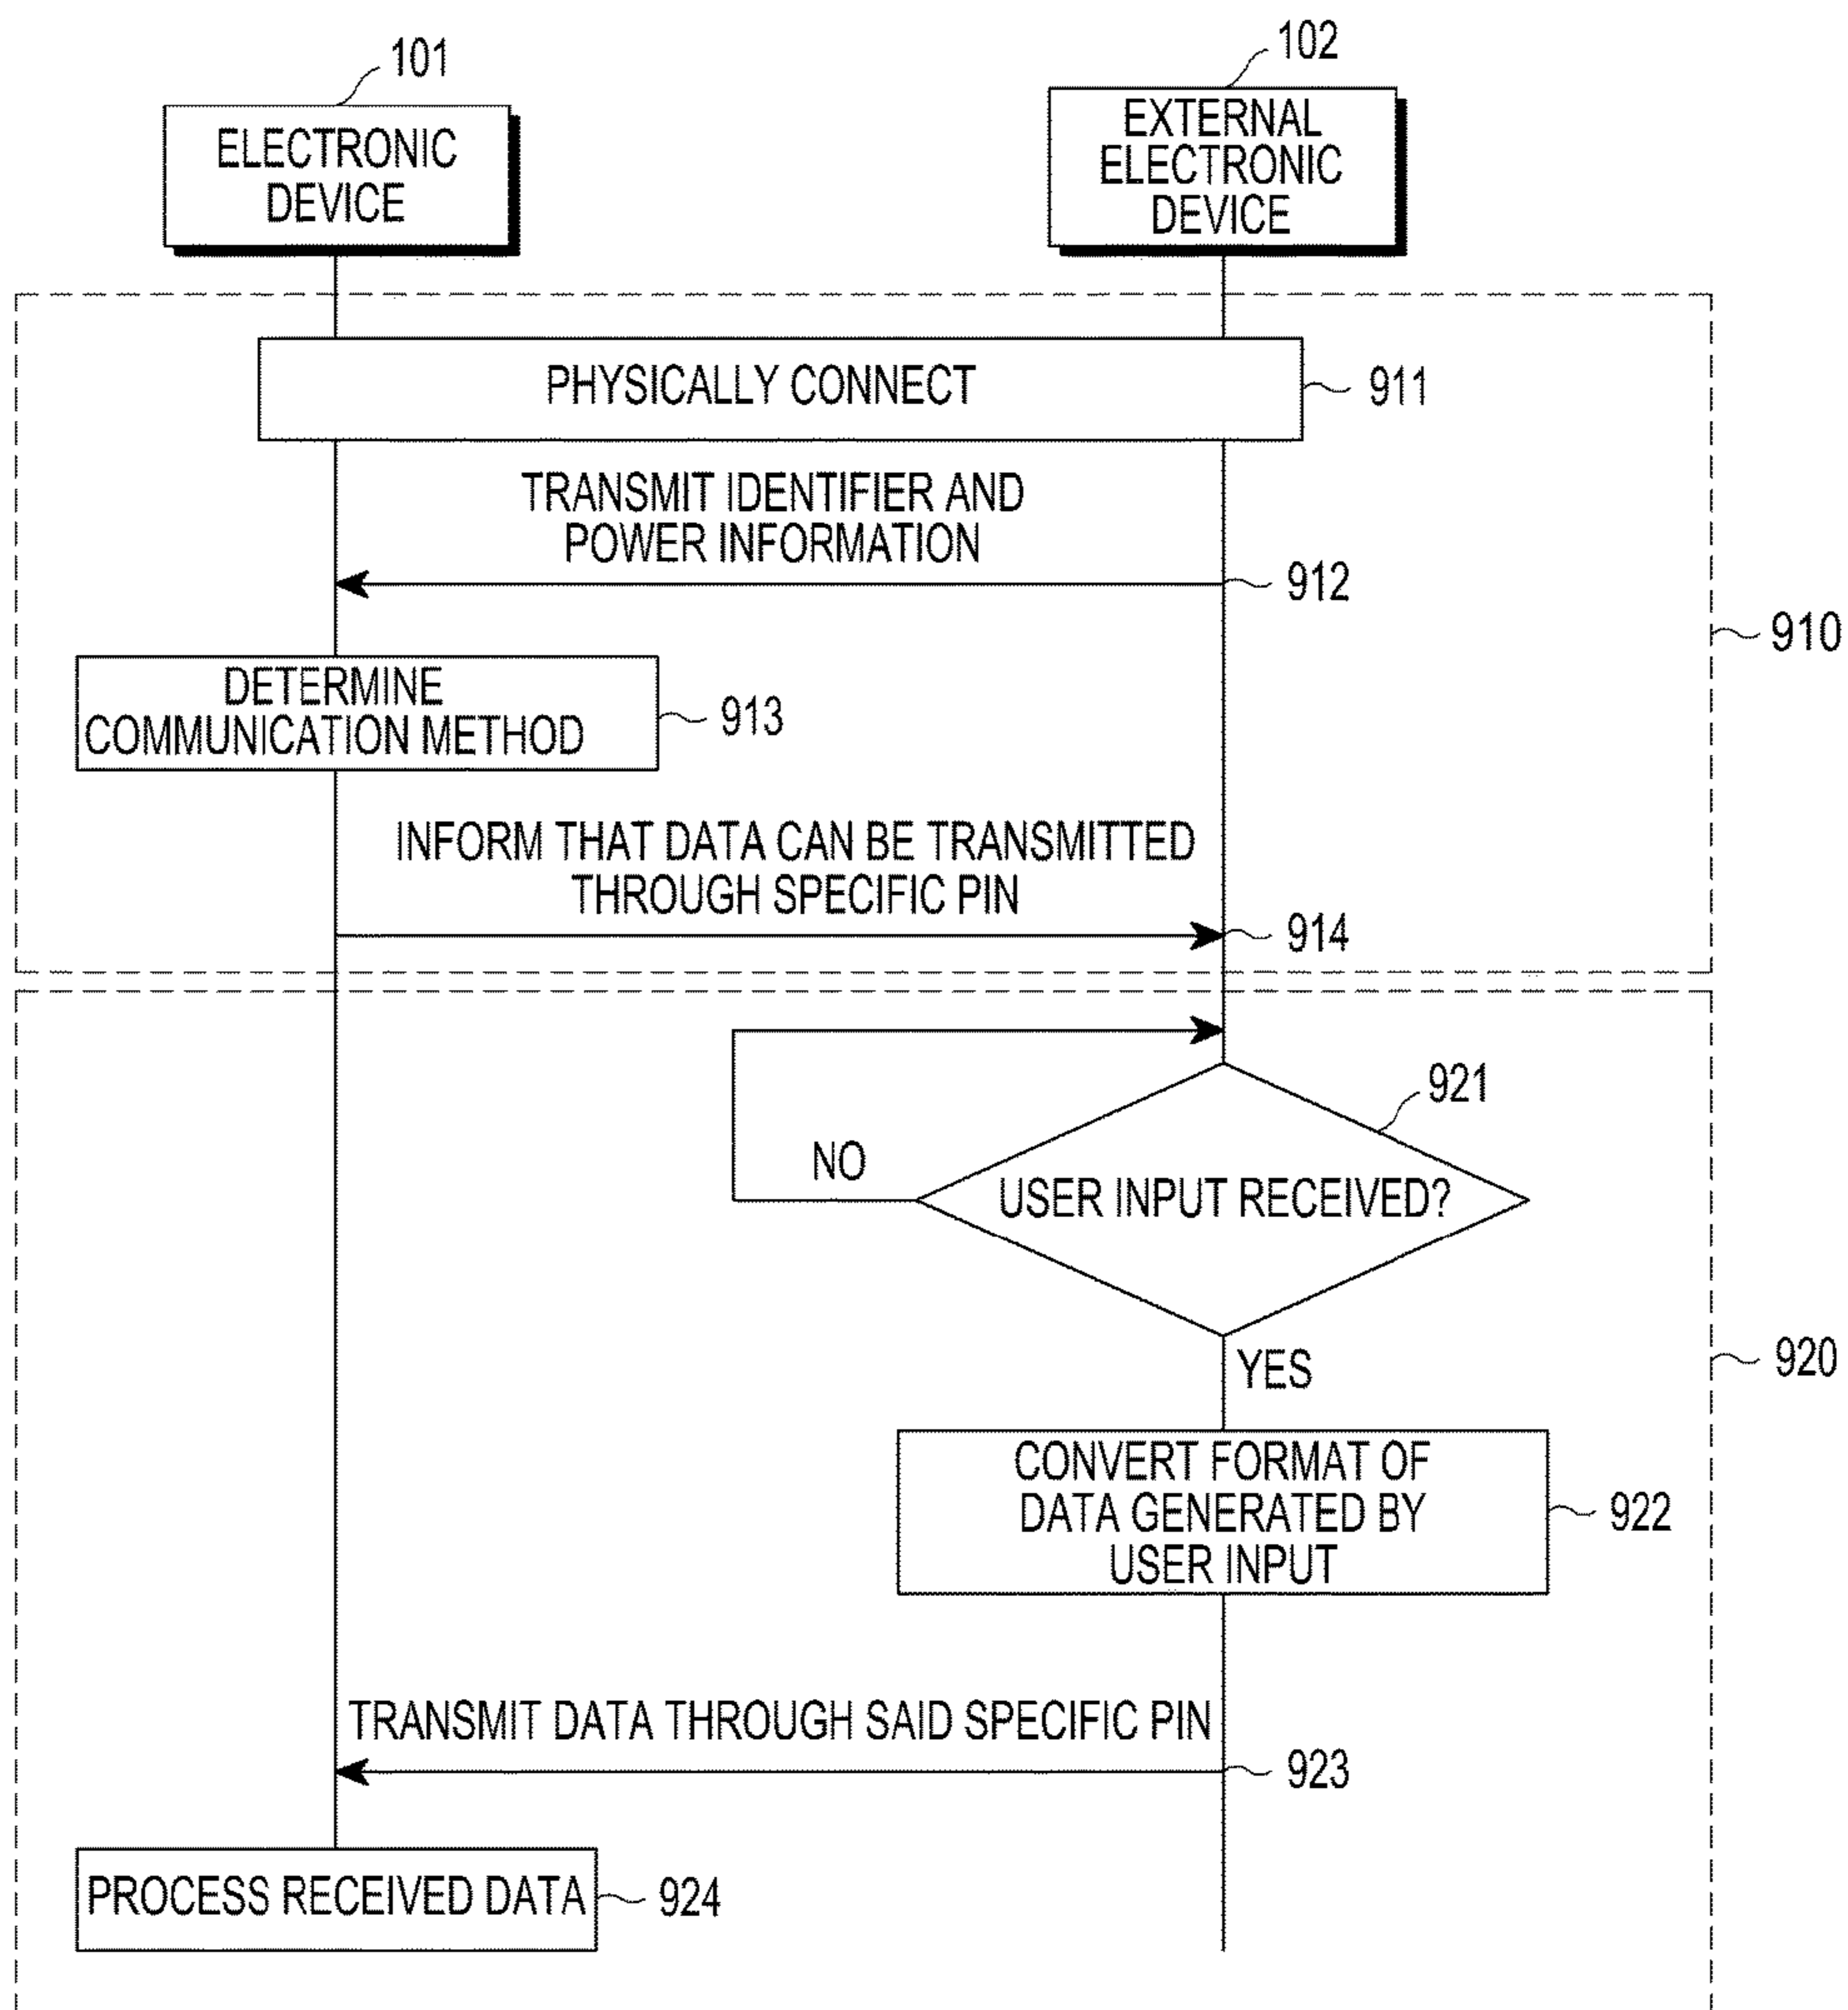 101
102
ELECTRONIC
DEVICE
EXTERNAL
ELECTRONIC
DEVICE
PHYSICALLY CONNECT
911
TRANSMIT IDENTIFIER AND
POWER INFORMATION
912
910
DETERMINE
COMMUNICATION METHOD
913
INFORM THAT DATA CAN BE TRANSMITTED
THROUGH SPECIFIC PIN
914
921
NO
USER INPUT RECEIVED?
YES
920
CONVERT FORMAT OF
DATA GENERATED BY
USER INPUT
922
TRANSMIT DATA THROUGH SAID SPECIFIC PIN
923
PROCESS RECEIVED DATA
924